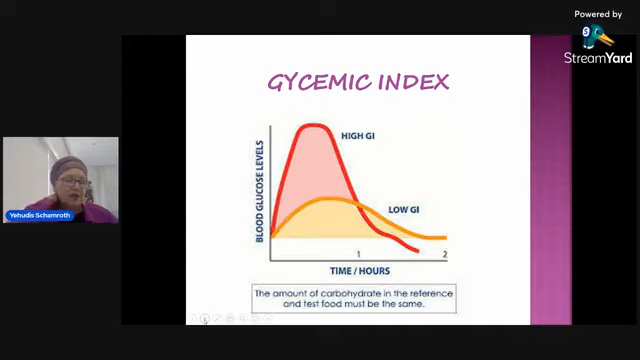 Powered by
StreamYard
GYCEMIC INDEX
HIGH GI
LOW GI
BLOOD GLUCOSE LEVELS
1
2
TIME / HOURS
The amount of carbohydrate in the reference
and test food must be the same.
Yehudis Schamroth